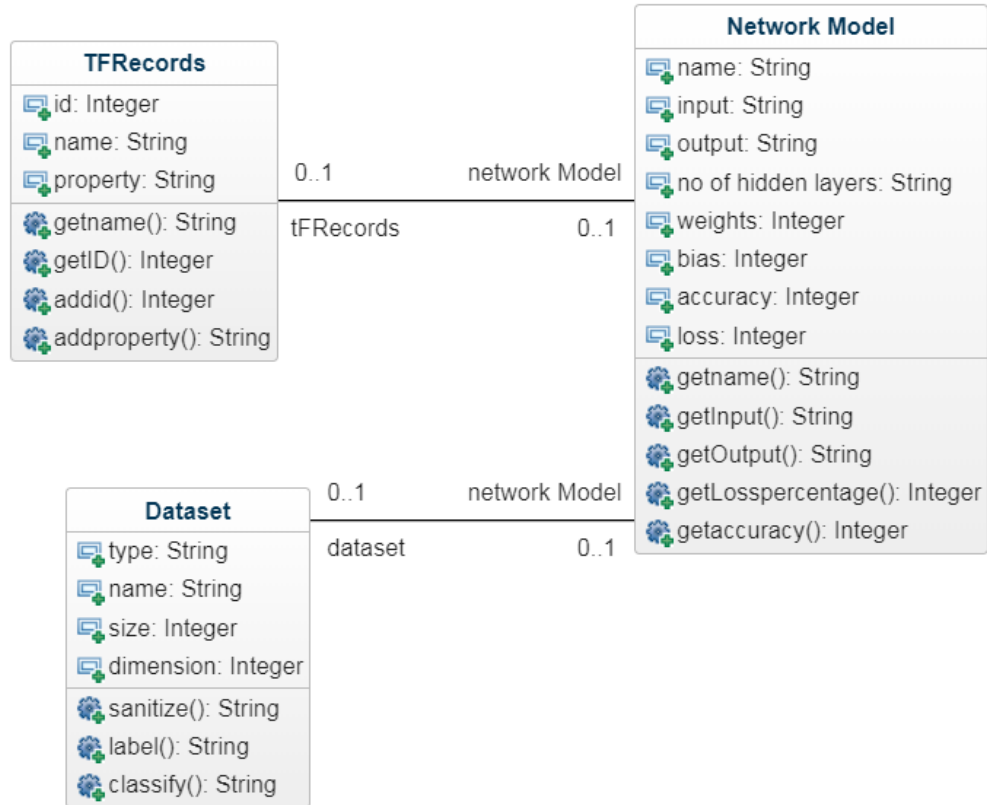 TFRecords
id: Integer
name: String
property: String
getname(): String
getID(): Integer
addid(): Integer
addproperty(): String
0..1
network Model
tFRecords
0..1
Network Model
name: String
input: String
output: String
no of hidden layers: String
weights: Integer
bias: Integer
accuracy: Integer
loss: Integer
getname(): String
getInput(): String
getOutput(): String
getLosspercentage(): Integer
getaccuracy(): Integer
0..1
network Model
dataset
0..1
Dataset
type: String
name: String
size: Integer
dimension: Integer
sanitize(): String
label(): String
classify(): String